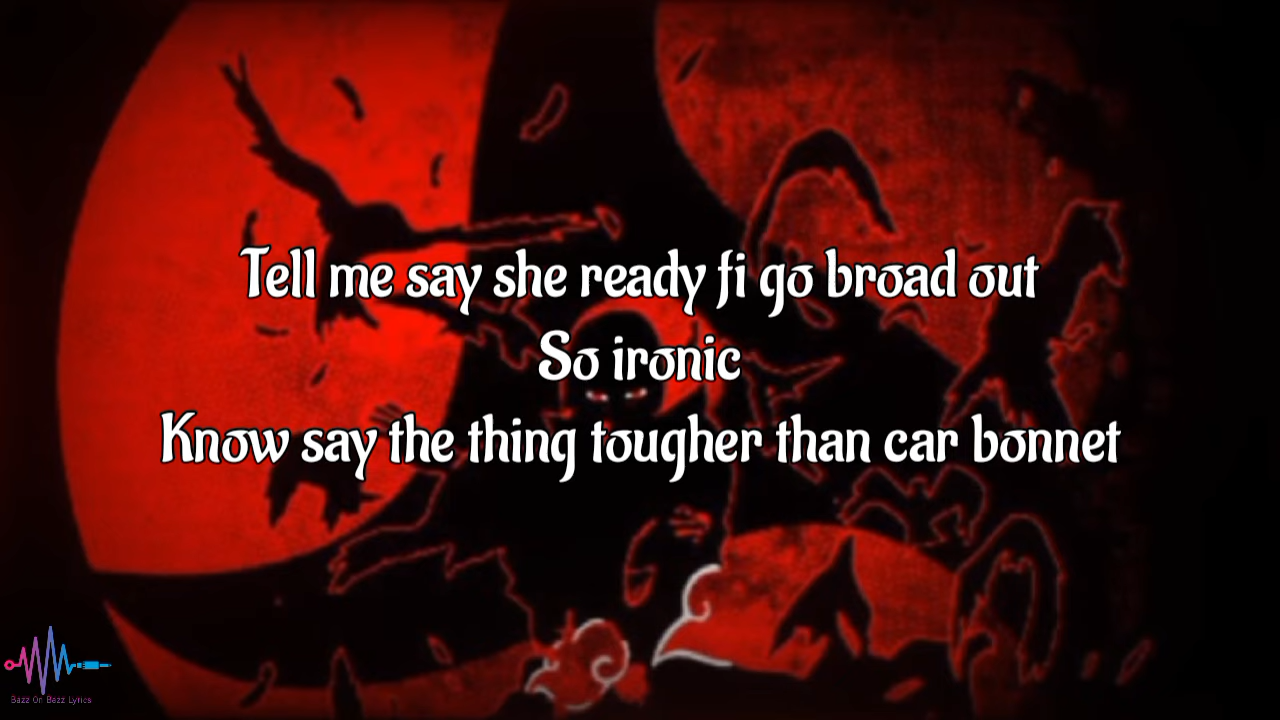 Tell me say she ready fi go broad out
So ironic
Know say the thing tougher than car bonnet
Bazz On Bazz Lyrics